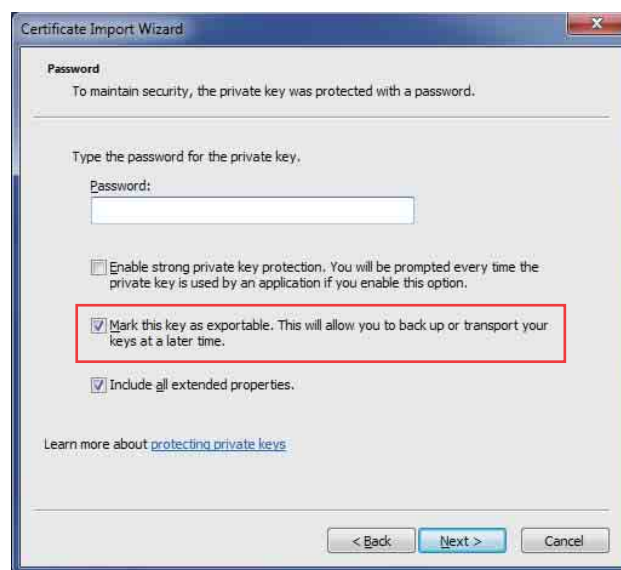 Certificate Import Wizard
Password
To maintain security, the private key was protected with a password.
Type the password for the private key.
Password:
Enable strong private key protection. You will be prompted every time the
private key is used by an application if you enable this option.
Mark this key as exportable. This will allow you to back up or transport your
keys at a later time.
Include all extended properties.
Learn more about protecting private keys
< Back
Next >
Cancel